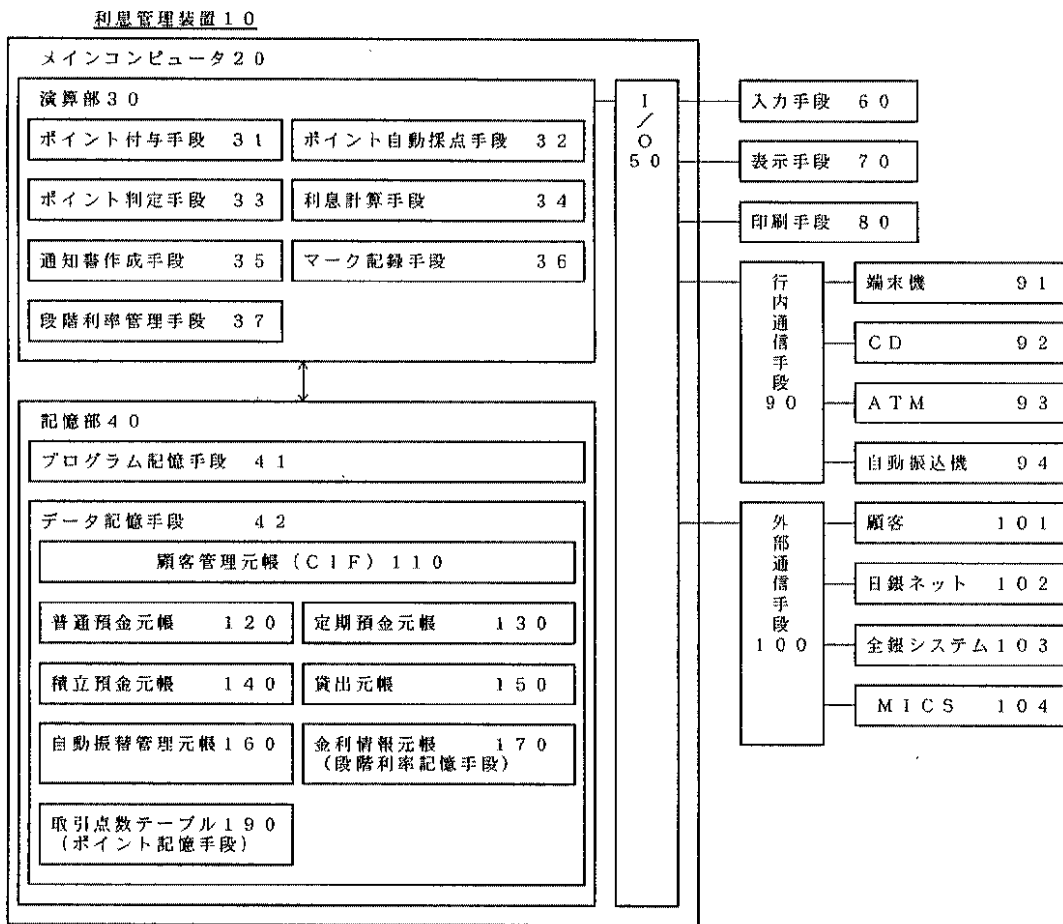 利息管理装置10
メインコンピュータ20
演算部30
ポイント付与手段 31
ポイント自動採点手段 32
ポイント判定手段 33
利息計算手段 34
通知書作成手段 35
マーク記録手段 36
段階利率管理手段 37
記憶部40
プログラム記憶手段 41
データ記憶手段 42
顧客管理元帳(CIF)110
普通預金元帳 120
定期預金元帳 130
積立預金元帳 140
貸出元帳 150
自動振替管理元帳160
金利情報元帳 170
(段階利率記憶手段)
取引点数テーブル190
(ポイント記憶手段)
I/O
50
入力手段 60
表示手段 70
印刷手段 80
行内通信手段
90
端末機 91
CD 92
ATM 93
自動振込機 94
外部通信手段
100
顧客 101
日銀ネット 102
全銀システム103
MICS 104